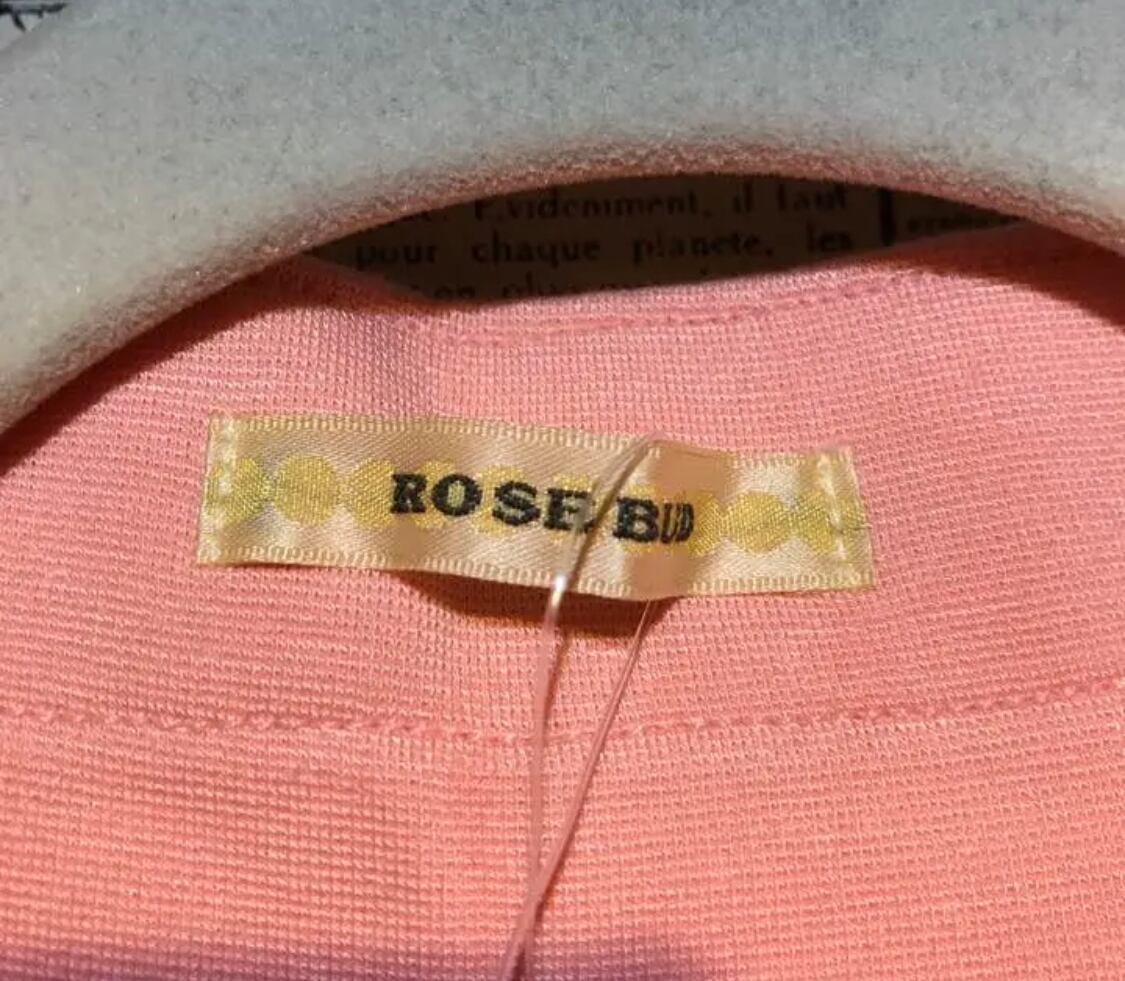 Evidemment, il faut
pour chaque planete, les
ROSE BUD